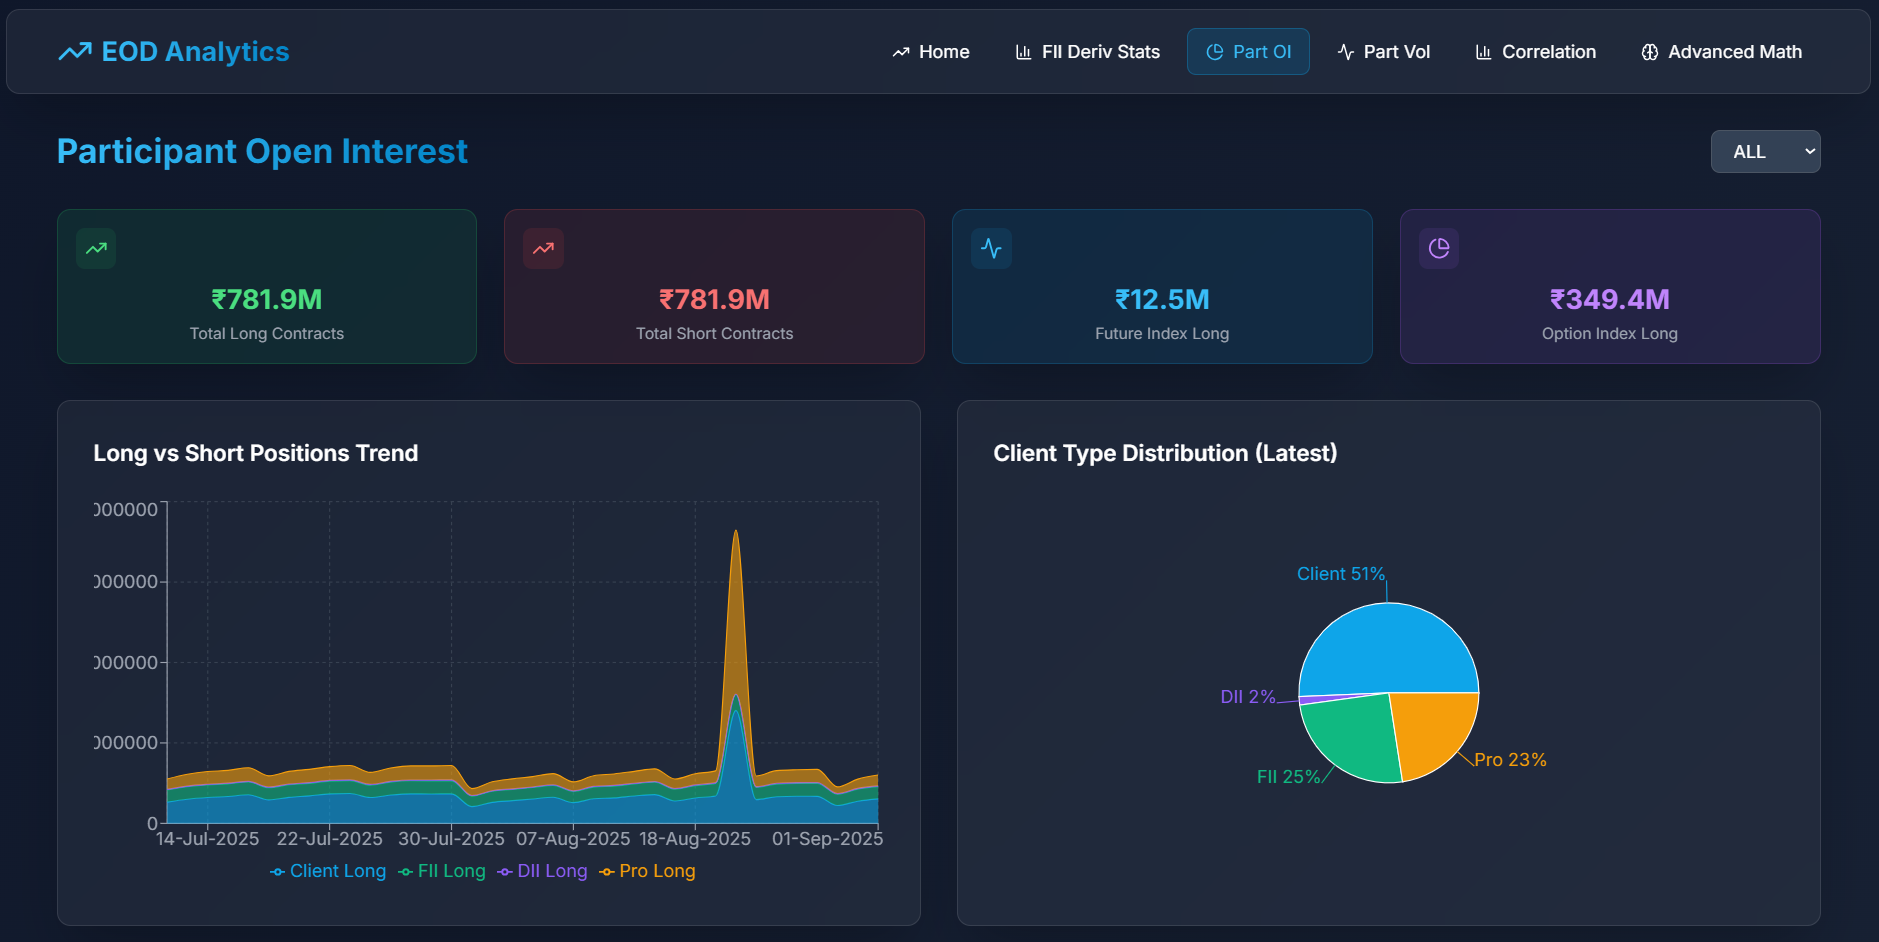 EOD Analytics
Home FII Deriv Stats Part OI Part Vol Correlation Advanced Math
Participant Open Interest
ALL
₹781.9M
Total Long Contracts
₹781.9M
Total Short Contracts
₹12.5M
Future Index Long
₹349.4M
Option Index Long
Long vs Short Positions Trend
000000
000000
000000
000000
0
14-Jul-2025 22-Jul-2025 30-Jul-2025 07-Aug-2025 18-Aug-2025 01-Sep-2025
Client Long FII Long DII Long Pro Long
Client Type Distribution (Latest)
Client 51%
DII 2%
FII 25%
Pro 23%